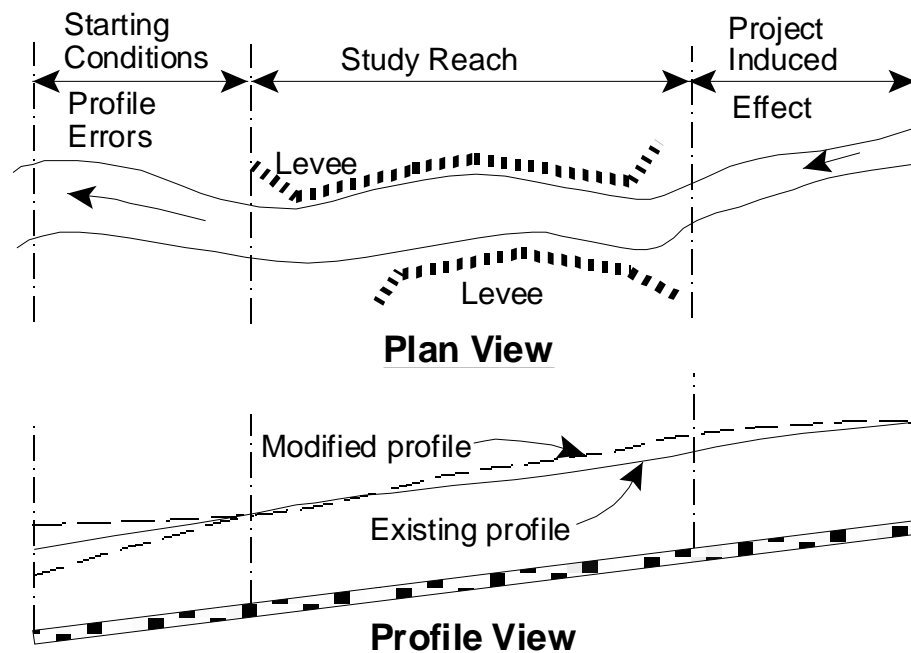 Starting
Conditions
Profile
Errors
Study Reach
Project
Induced
Effect
Levee
Levee
Plan View
Modified profile
Existing profile
Profile View